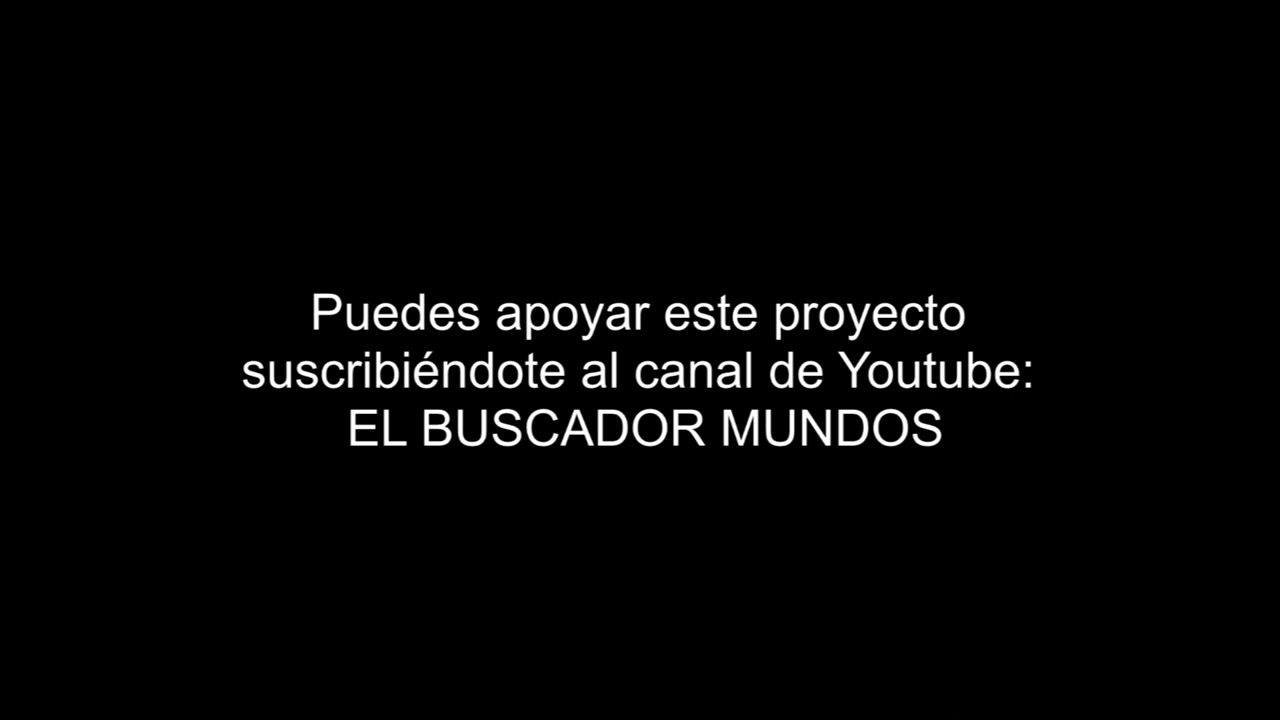 Puedes apoyar este proyecto
suscribiéndote al canal de Youtube:
EL BUSCADOR MUNDOS